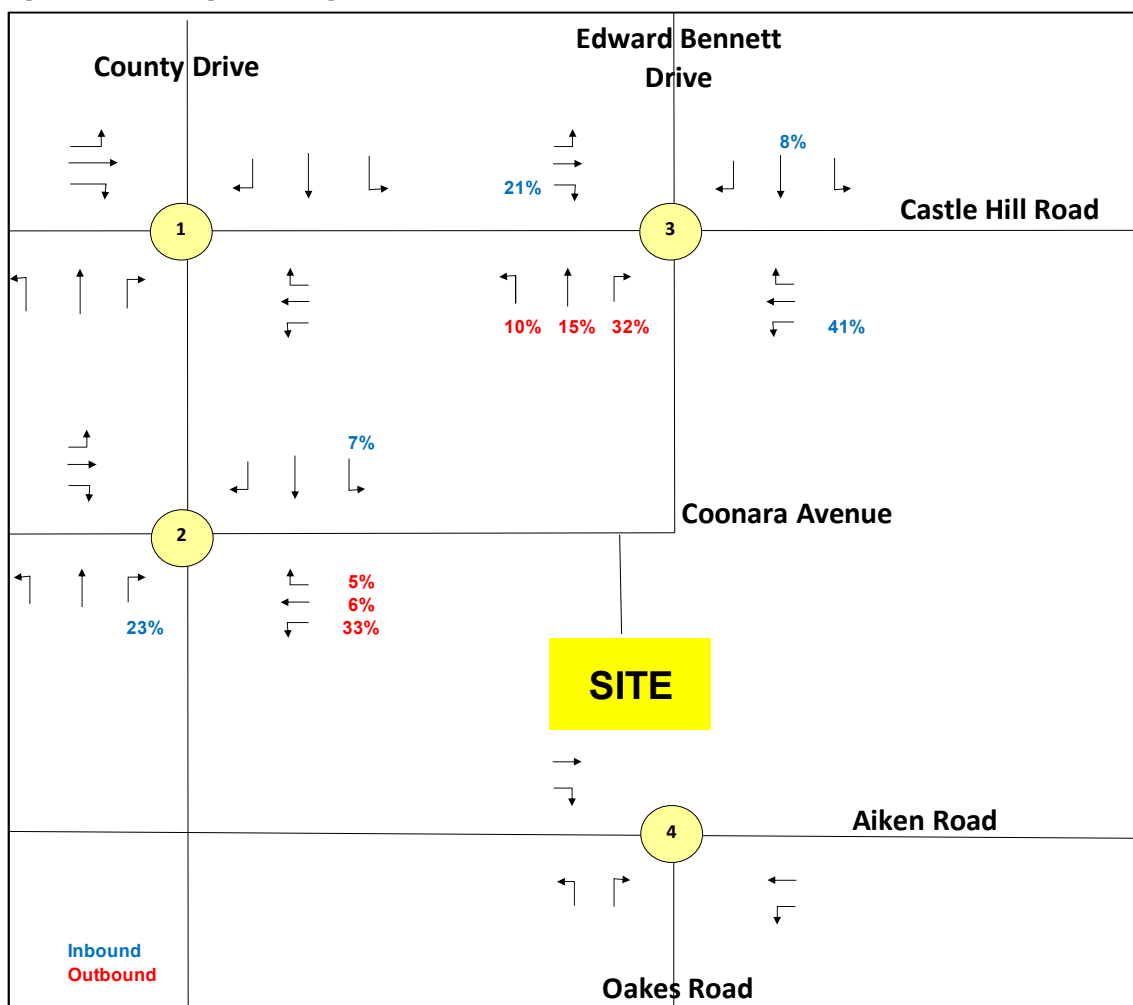 Edward Bennett
Drive
County Drive
8%
21%
Castle Hill Road
1
3
10% 15% 32%
41%
7%
Coonara Avenue
2
5%
6%
23%
33%
SITE
Aiken Road
4
Inbound
Outbound
Oakes Road